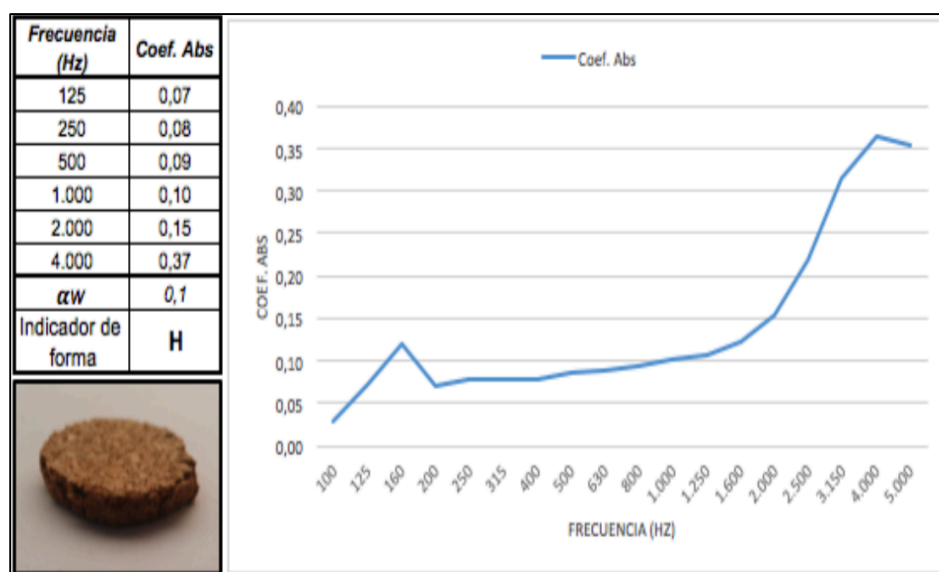 Frecuencia (Hz) Coef. Abs
125 0,07
250 0,08
500 0,09
1.000 0,10
2.000 0,15
4.000 0,37
αw 0,1
Indicador de forma H
Coef. Abs
COEF. ABS
0,40
0,35
0,30
0,25
0,20
0,15
0,10
0,05
0,00
100 125 160 200 250 315 400 500 630 800 1.000 1.250 1.600 2.000 2.500 3.150 4.000 5.000
FRECUENCIA (HZ)